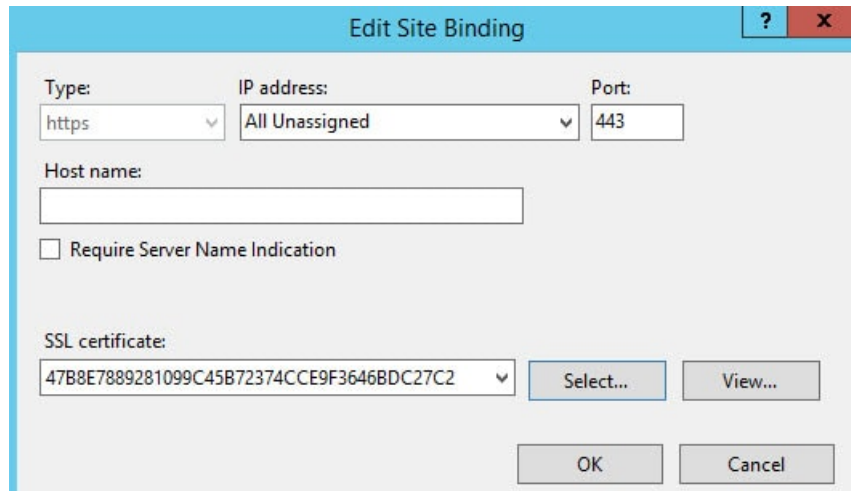 Edit Site Binding
?
x
Type:
IP address:
Port:
https
All Unassigned
443
Host name:
Require Server Name Indication
SSL certificate:
47B8E7889281099C45B72374CCE9F3646BDC27C2
Select...
View...
OK
Cancel